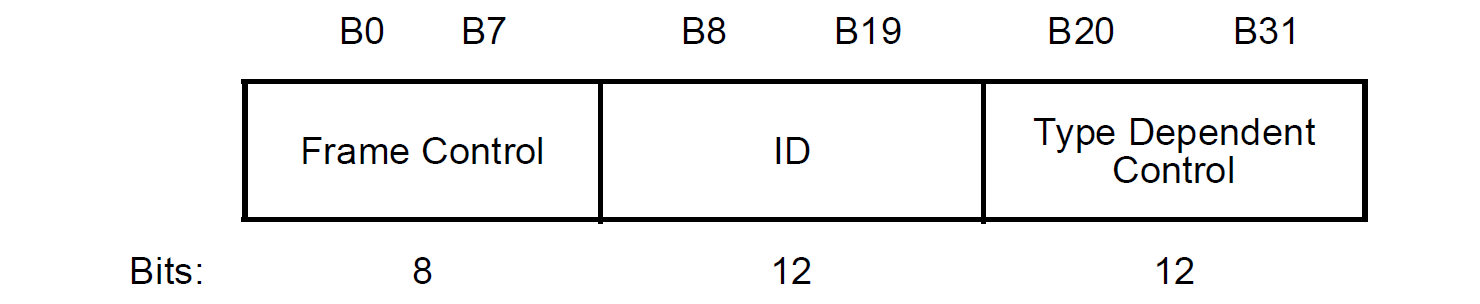 B0 B7 B8 B19 B20 B31
Frame Control ID Type Dependent
Control
Bits: 8 12 12